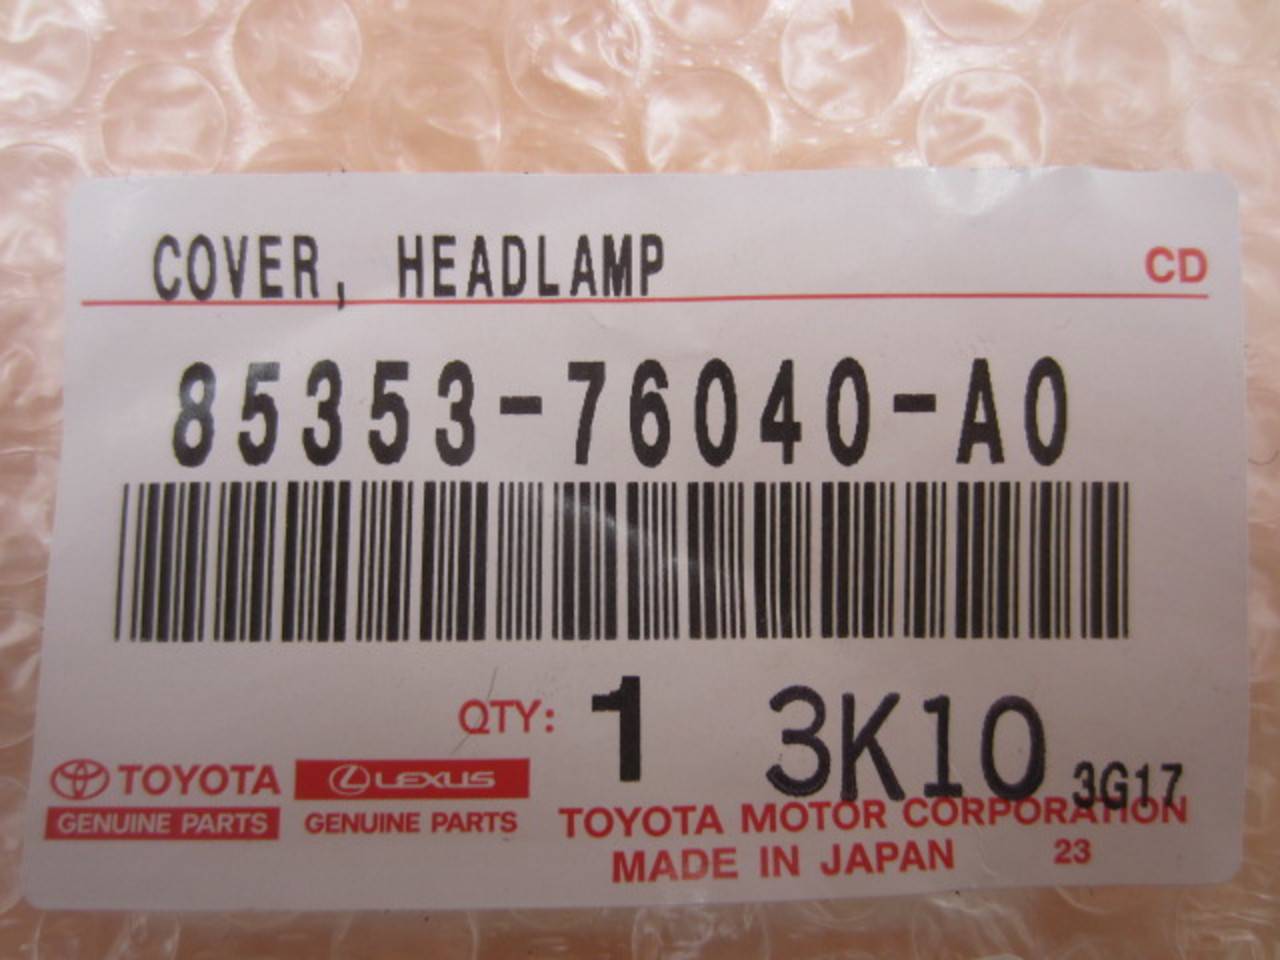 COVER, HEADLAMP
CD
85353-76040-A0
QTY: 1 3K10 3G17
TOYOTA
GENUINE PARTS
LEXUS
GENUINE PARTS
TOYOTA MOTOR CORPORATION
MADE IN JAPAN 23